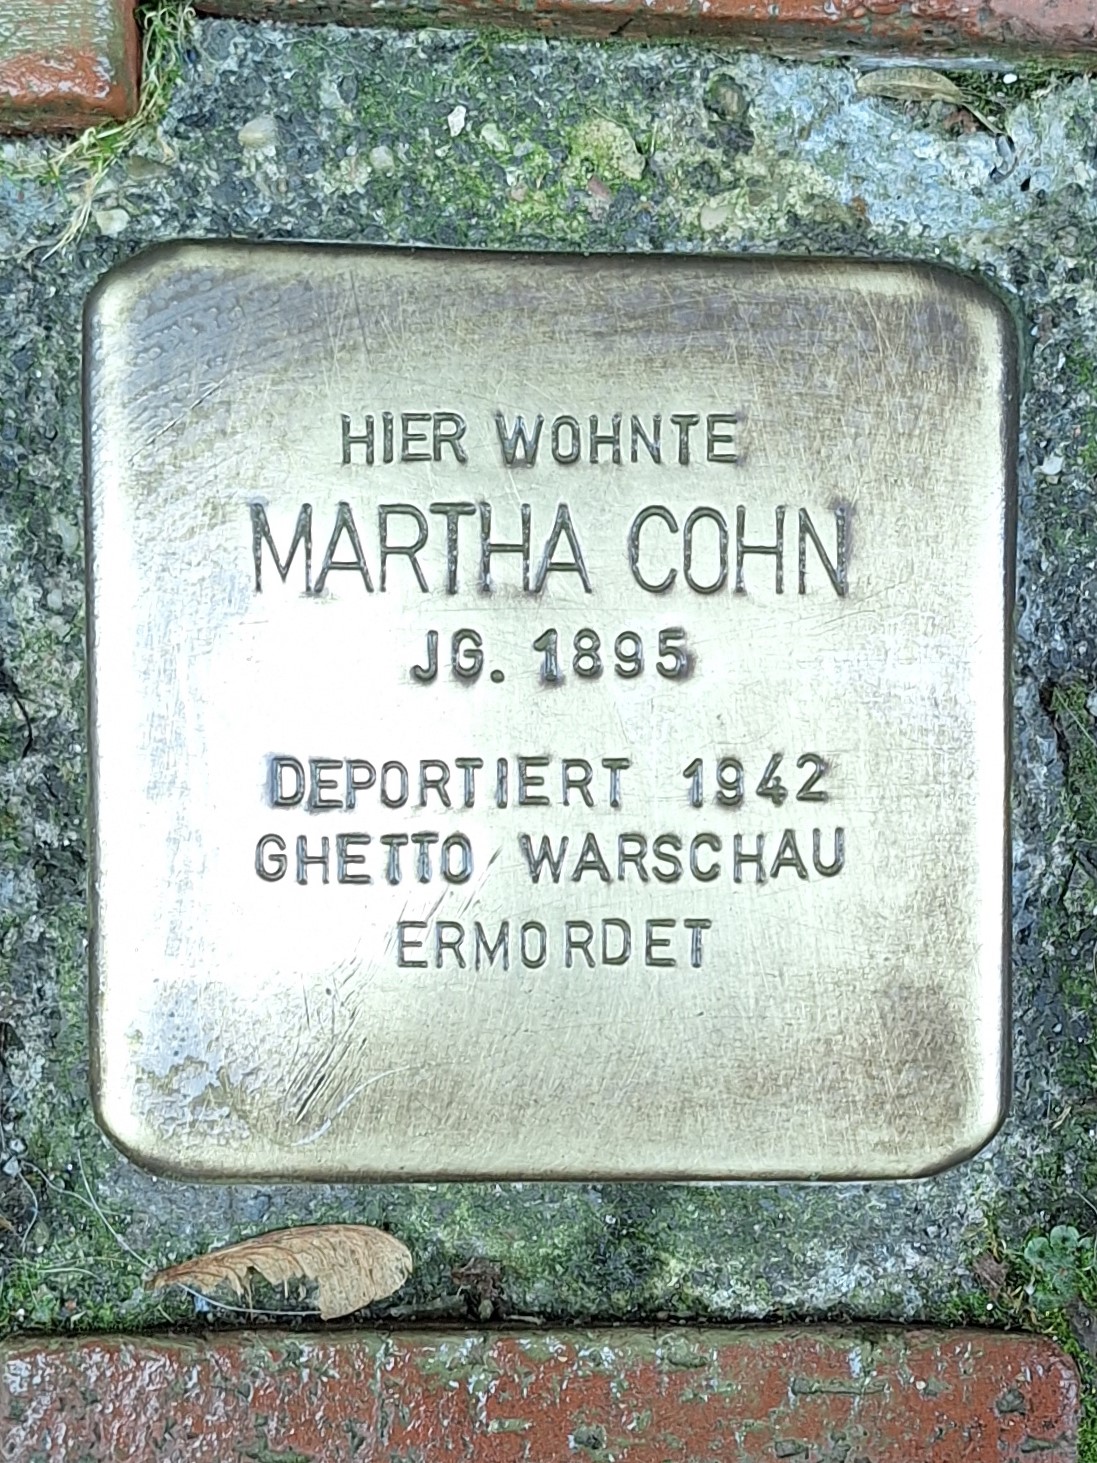 HIER WOHNTE
MARTHA COHN
JG. 1895
DEPORTIERT 1942
GHETTO WARSCHAU
ERMORDET